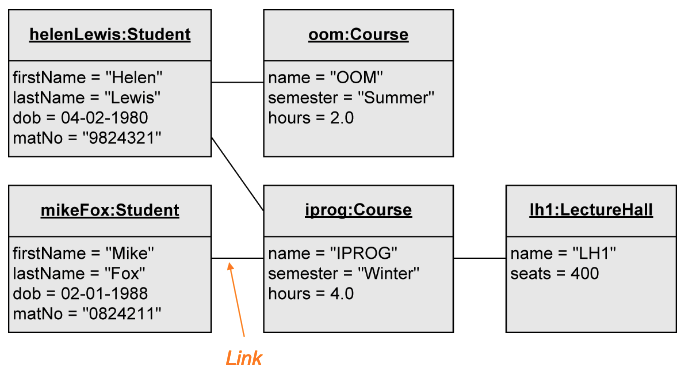 helenLewis:Student
firstName = "Helen"
lastName = "Lewis"
dob = 04-02-1980
matNo = "9824321"
oom:Course
name = "OOM"
semester = "Summer"
hours = 2.0
mikeFox:Student
firstName = "Mike"
lastName = "Fox"
dob = 02-01-1988
matNo = "0824211"
iprog:Course
name = "IPROG"
semester = "Winter"
hours = 4.0
lh1:LectureHall
name = "LH1"
seats = 400
Link